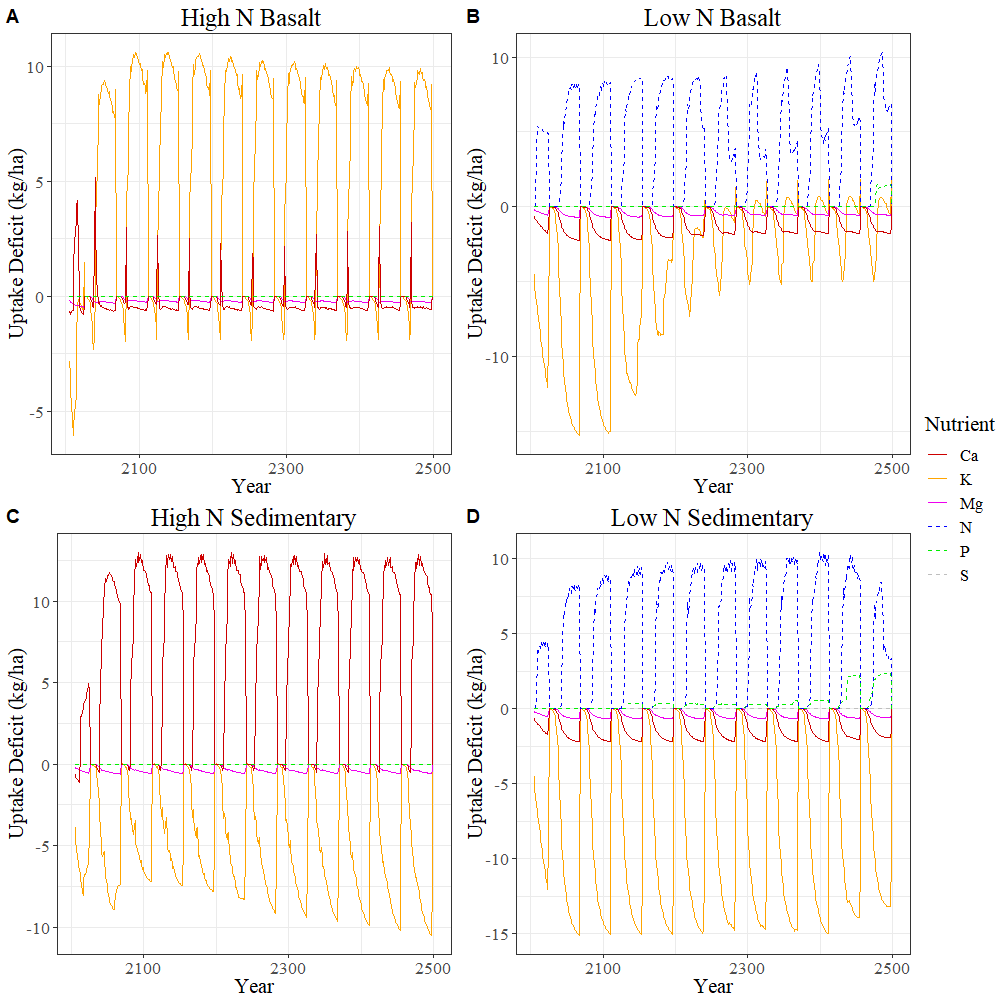 A
High N Basalt
B
Low N Basalt
Uptake Deficit (kg/ha)
10
5
0
-5
2100
2300
2500
Year
Uptake Deficit (kg/ha)
10
5
0
-10
2100
2300
2500
Year
Nutrient
Ca
K
Mg
N
P
S
C
High N Sedimentary
D
Low N Sedimentary
Uptake Deficit (kg/ha)
10
5
0
-5
-10
2100
2300
2500
Year
Uptake Deficit (kg/ha)
10
5
0
-5
-10
-15
2100
2300
2500
Year